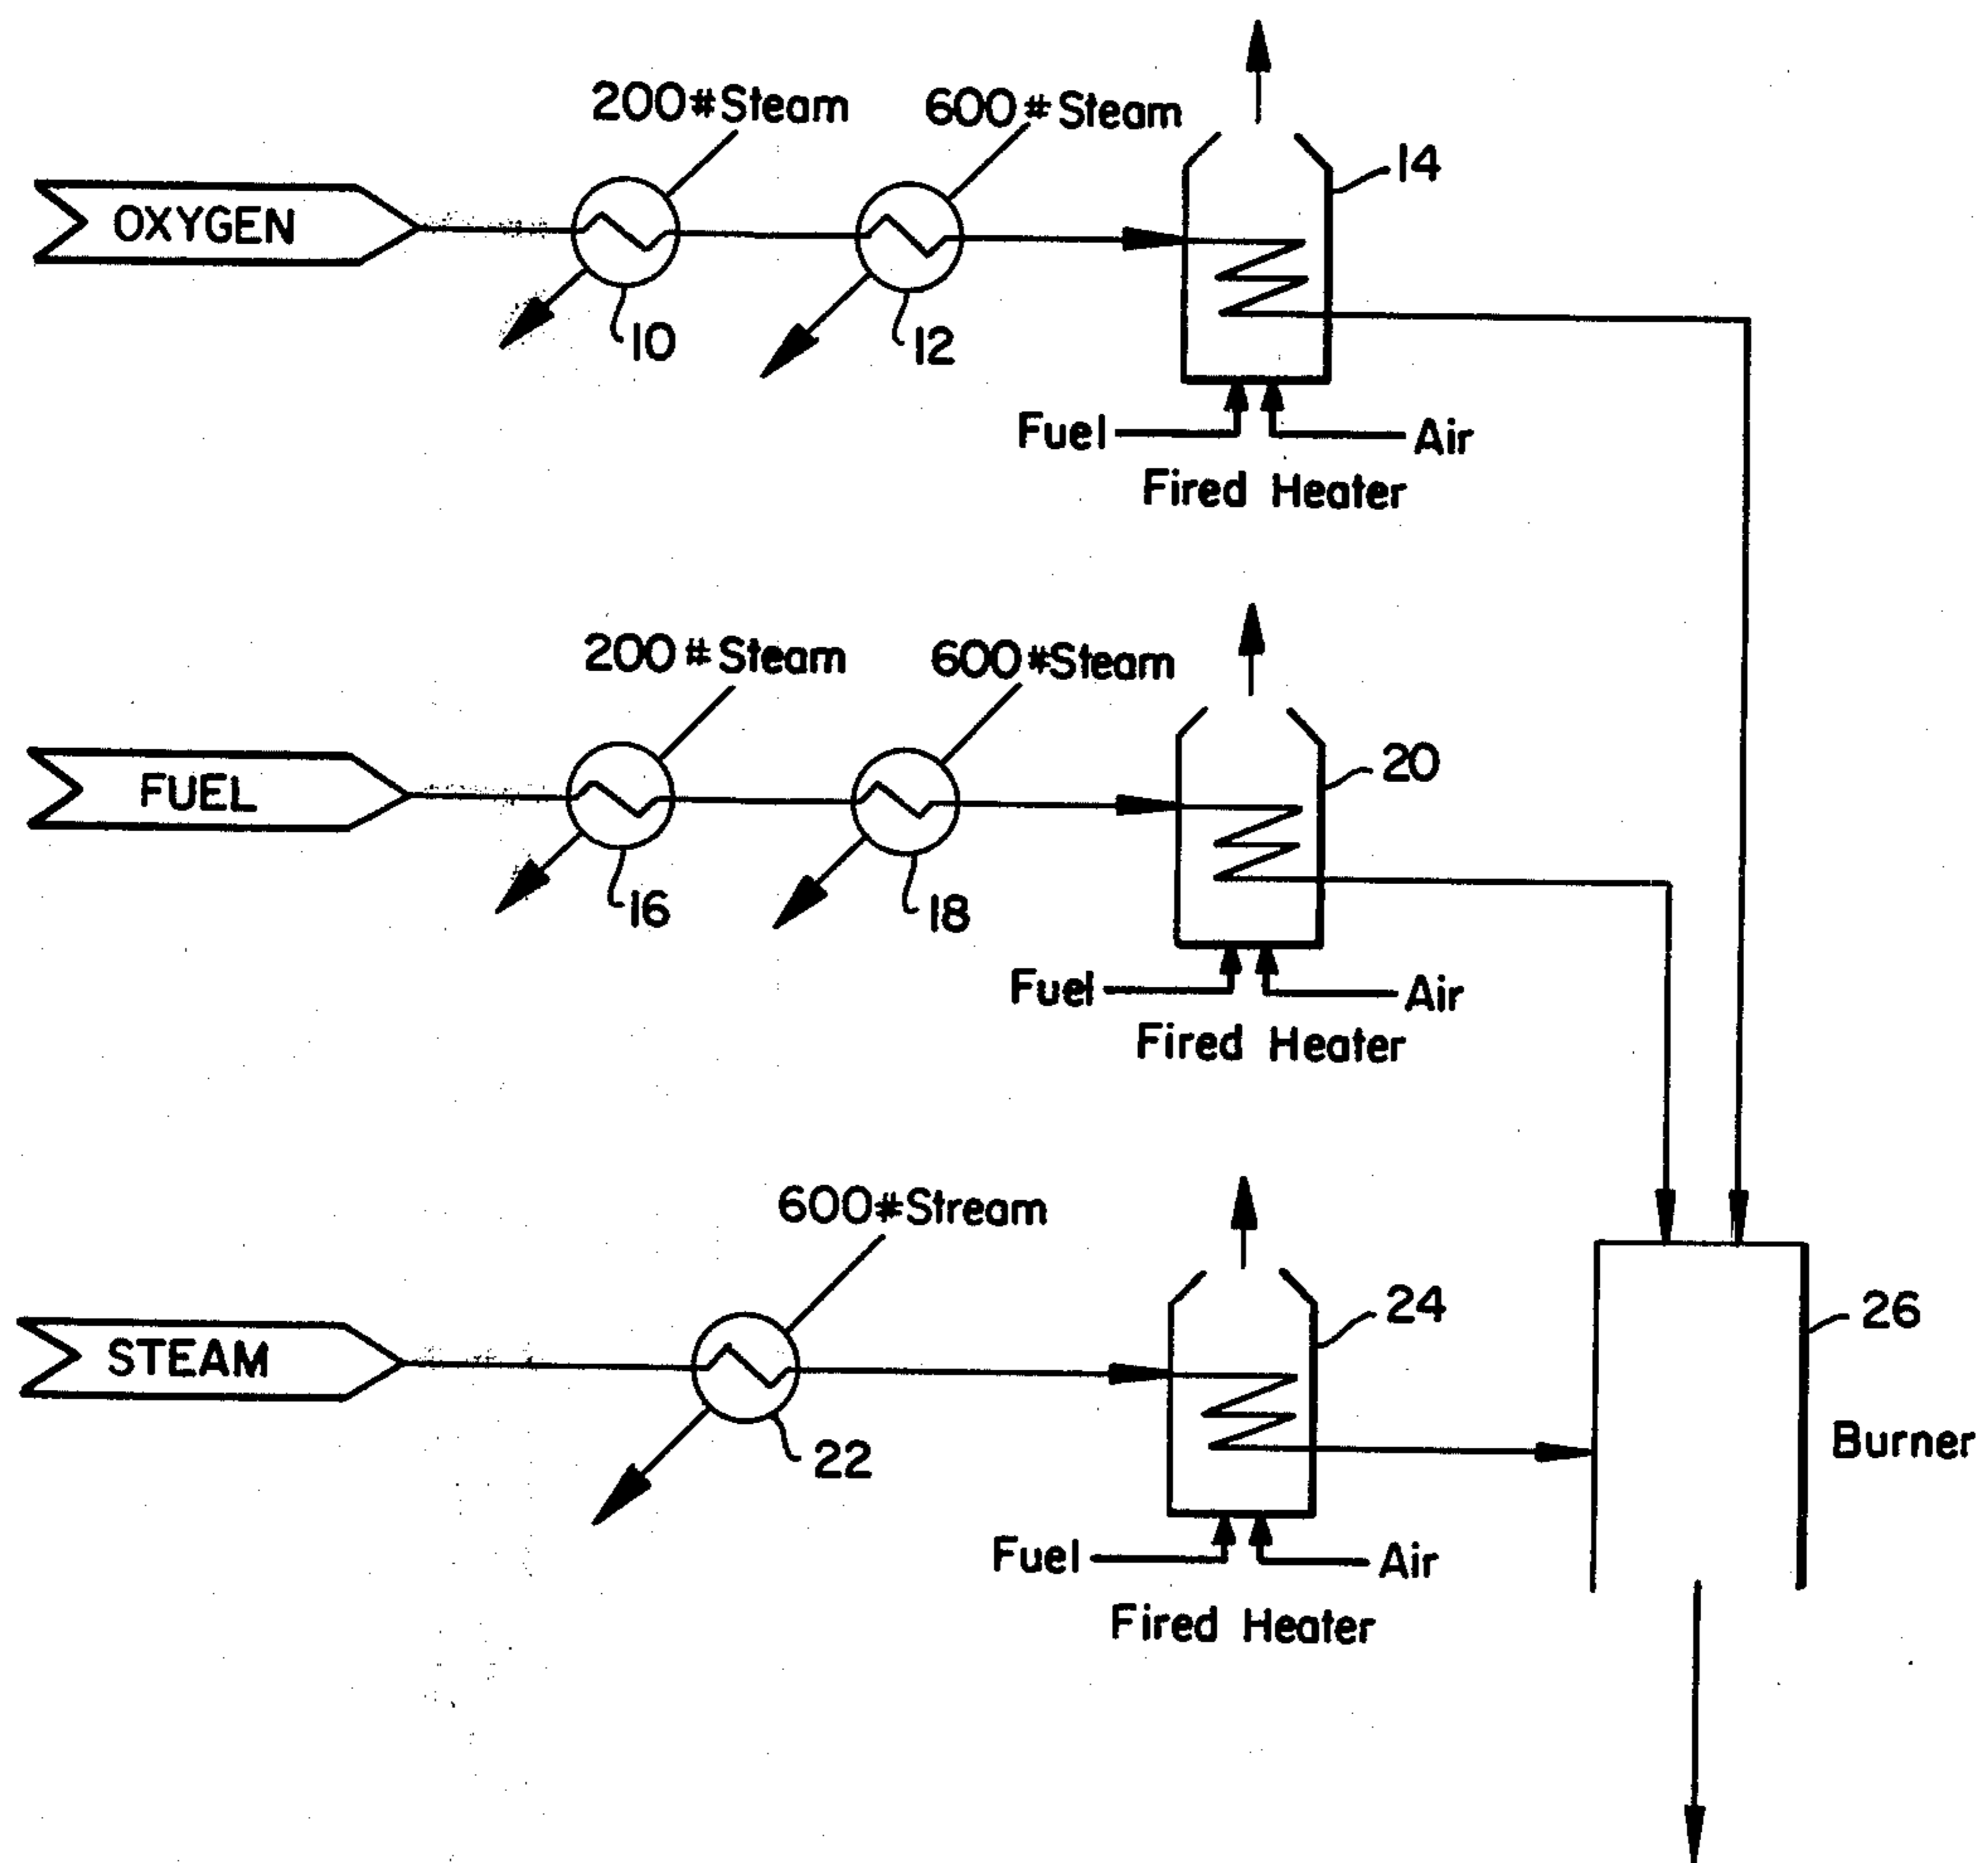 200#Steam
600#Steam
14
OXYGEN
10
12
Fuel
Air
Fired Heater
200#Steam
600#Steam
20
FUEL
16
18
Fuel
Air
Fired Heater
600#Stream
24
26
STEAM
22
Burner
Fuel
Air
Fired Heater